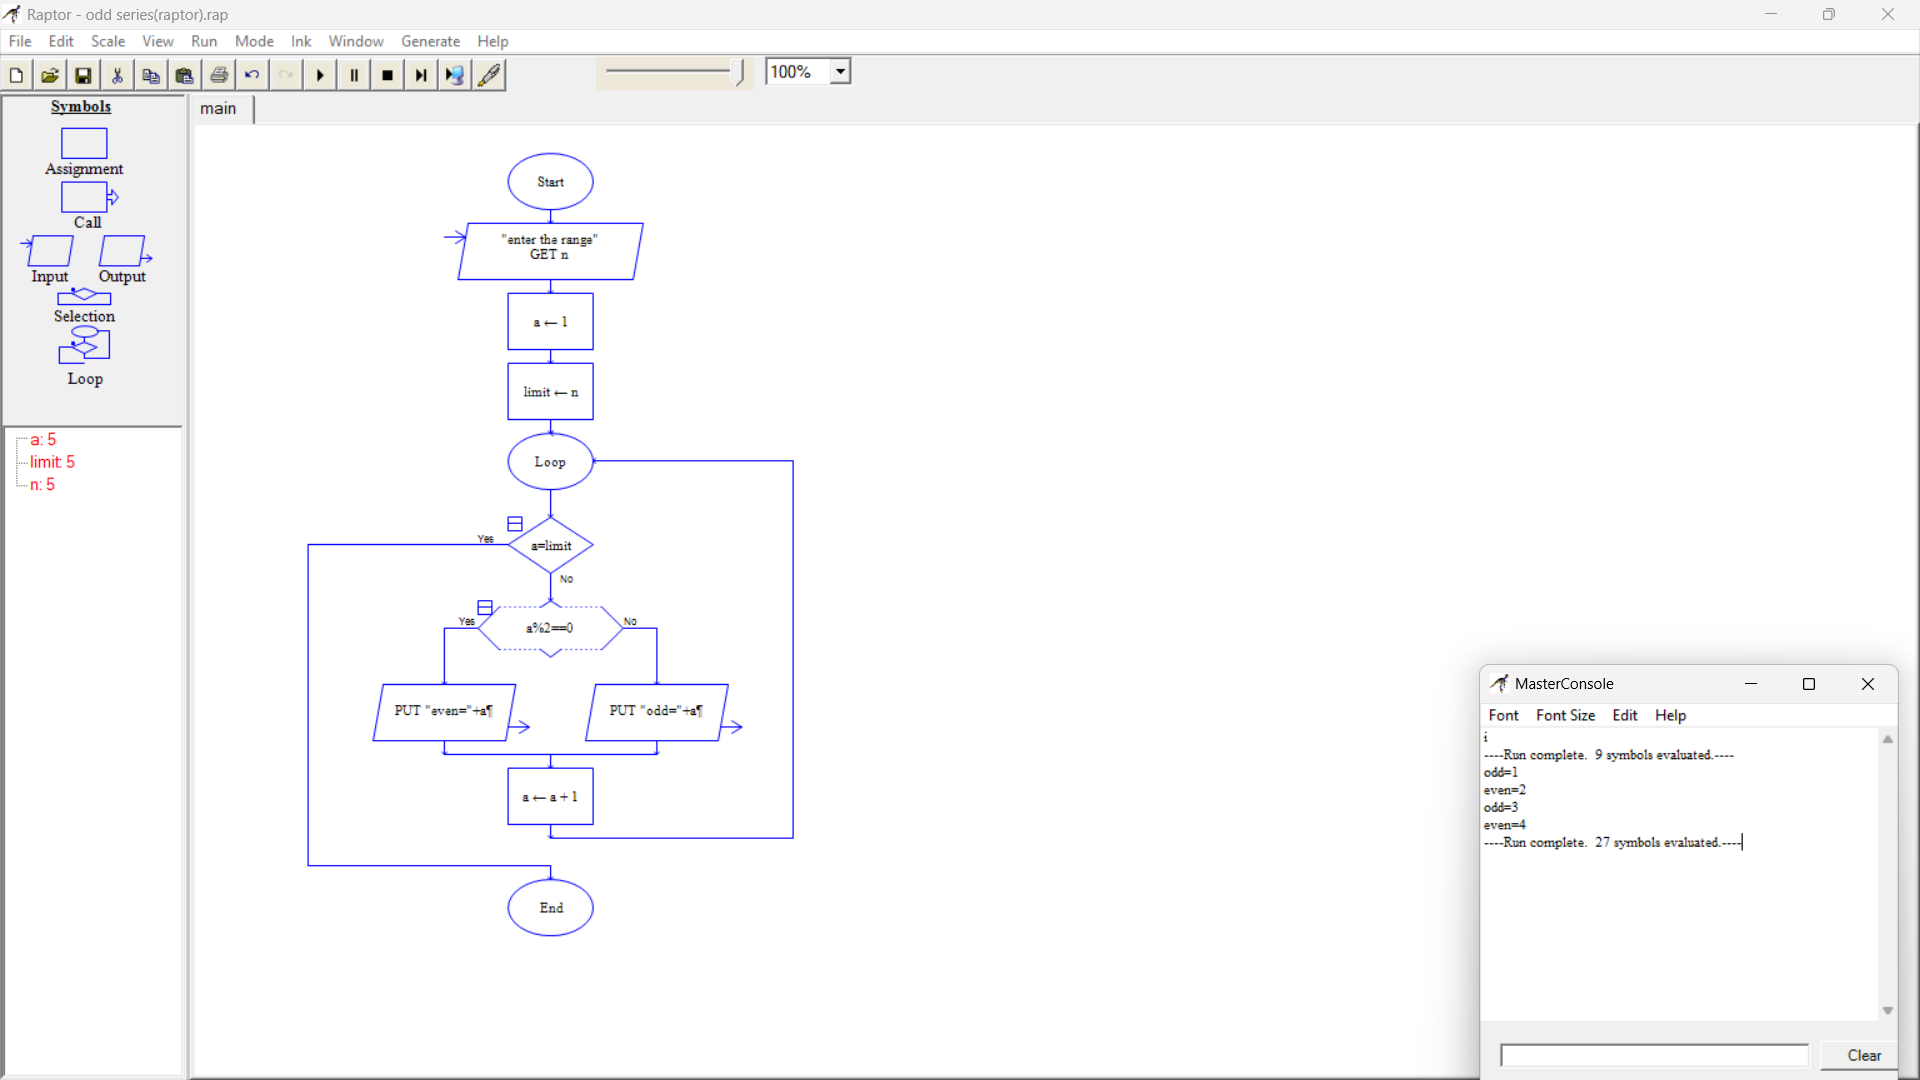 Raptor - odd series(raptor).rap
File Edit Scale View Run Mode Ink Window Generate Help
100%
Symbols
Assignment
Call
Input Output
Selection
Loop
a: 5
limit: 5
n: 5
main
Start
"enter the range"
GET n
a ← 1
limit ← n
Loop
Yes
a=limit
No
Yes
a%2==0
No
PUT "even="+a¶
PUT "odd="+a¶
a ← a + 1
End
MasterConsole
Font Font Size Edit Help
i
----Run complete.  9 symbols evaluated.----
odd=1
even=2
odd=3
even=4
----Run complete.  27 symbols evaluated.----
Clear